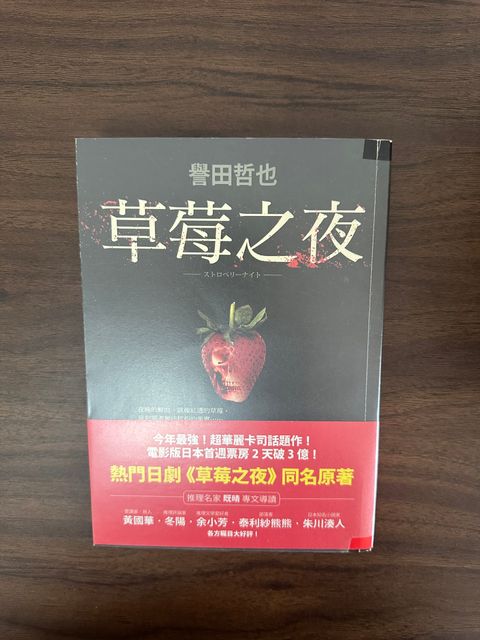 譽田哲也
草莓之夜
ストロベリーナイト
今年最強！超華麗卡司話題作！
電影版日本首週票房2天破3億！
熱門日劇《草莓之夜》同名原著
推理名家 既晴 專文導讀
黃國華，冬陽，余小芳，泰利紗熊熊，朱川湊人
各方矚目大好評！